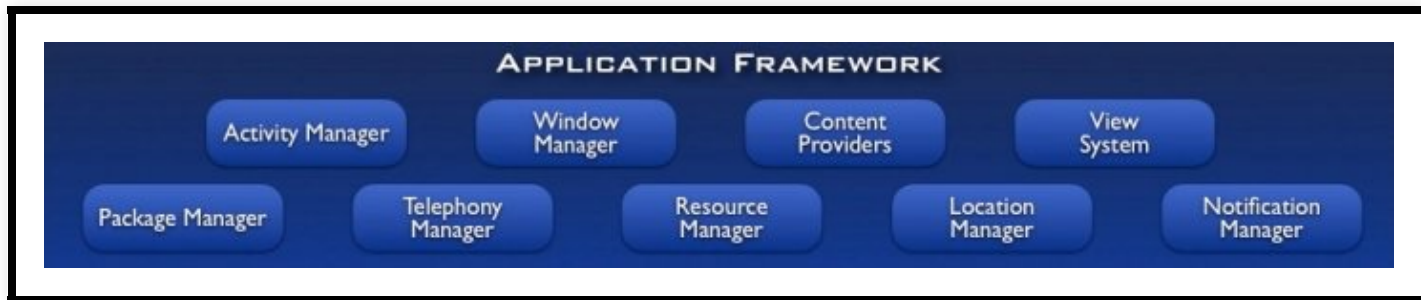 APPLICATION FRAMEWORK
Activity Manager
Window
Manager
Content
Providers
View
System
Package Manager
Telephony
Manager
Resource
Manager
Location
Manager
Notification
Manager